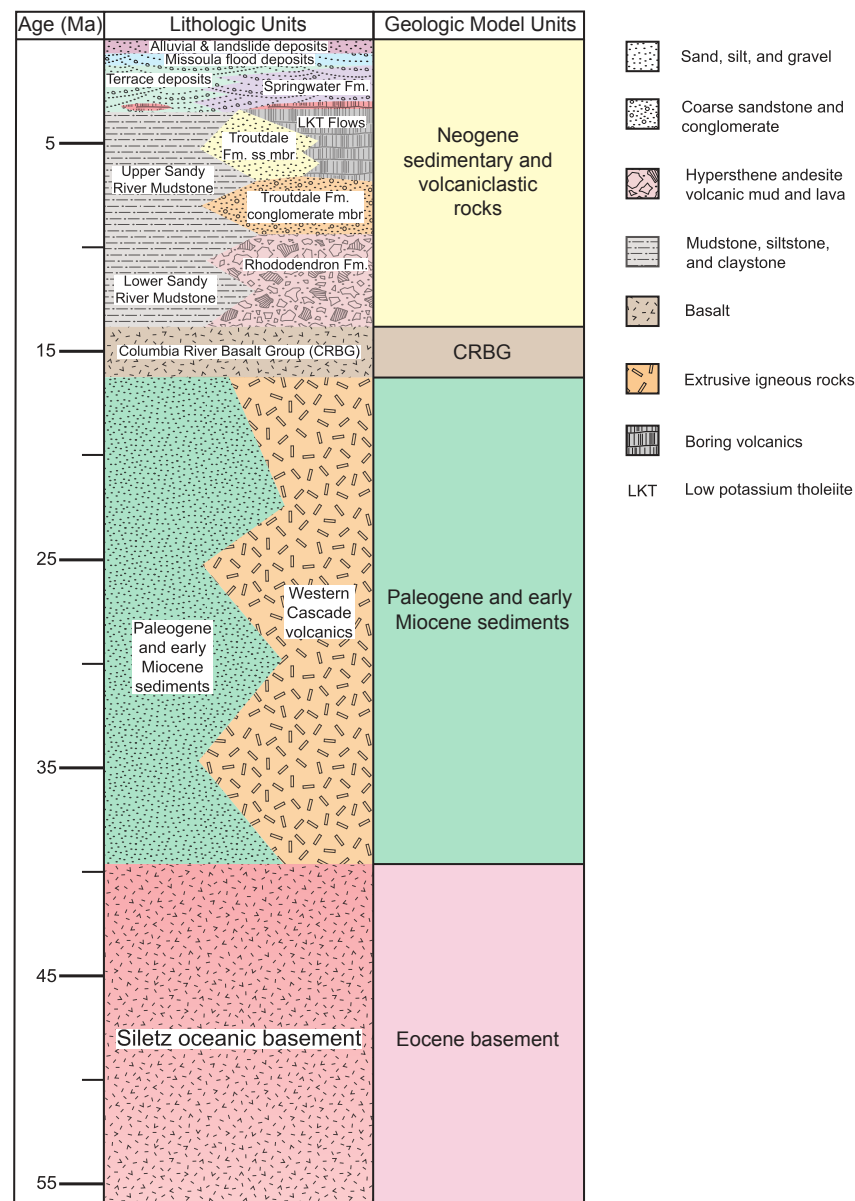 Age (Ma)
Lithologic Units
Geologic Model Units
Alluvial & landslide deposits
Missoula flood deposits
Terrace deposits
Springwater Fm.
LKT Flows
Troutdale
Fm. ss mbr
5
Upper Sandy
River Mudstone
Troutdale Fm.
conglomerate mbr
Rhododendron Fm.
Lower Sandy
River Mudstone
Neogene
sedimentary and
volcaniclastic
rocks
15
Columbia River Basalt Group (CRBG)
CRBG
25
Western
Cascade
volcanics
Paleogene
and early
Miocene
sediments
Paleogene and early
Miocene sediments
35
45
Siletz oceanic basement
Eocene basement
55
Sand, silt, and gravel
Coarse sandstone and
conglomerate
Hypersthene andesite
volcanic mud and lava
Mudstone, siltstone,
and claystone
Basalt
Extrusive igneous rocks
Boring volcanics
LKT
Low potassium tholeiite